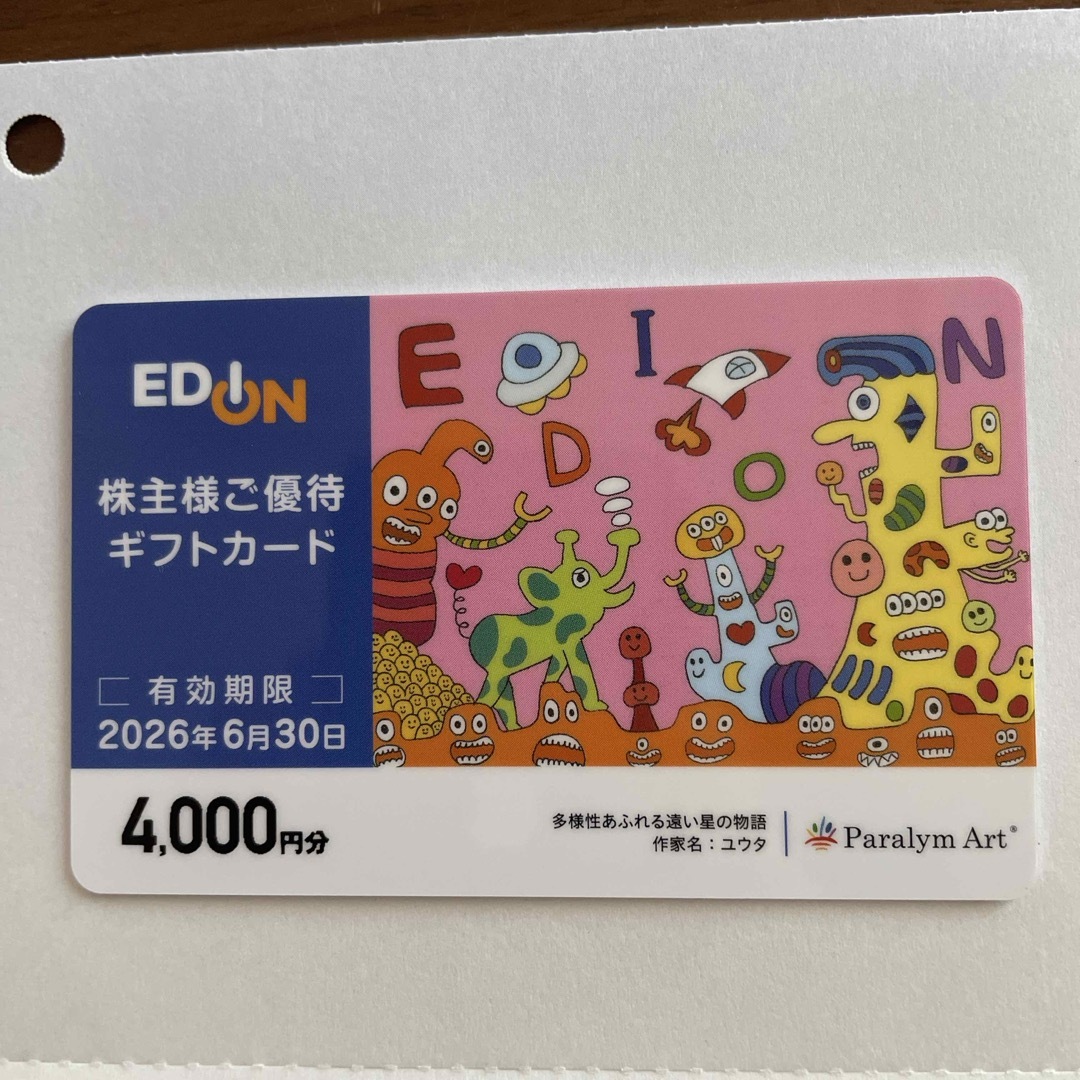 EDION
株主様ご優待
ギフトカード
有効期限
2026年6月30日
E D I O N
4,000円分
多様性あふれる遠い星の物語
作家名：ユウタ
Paralym Art®